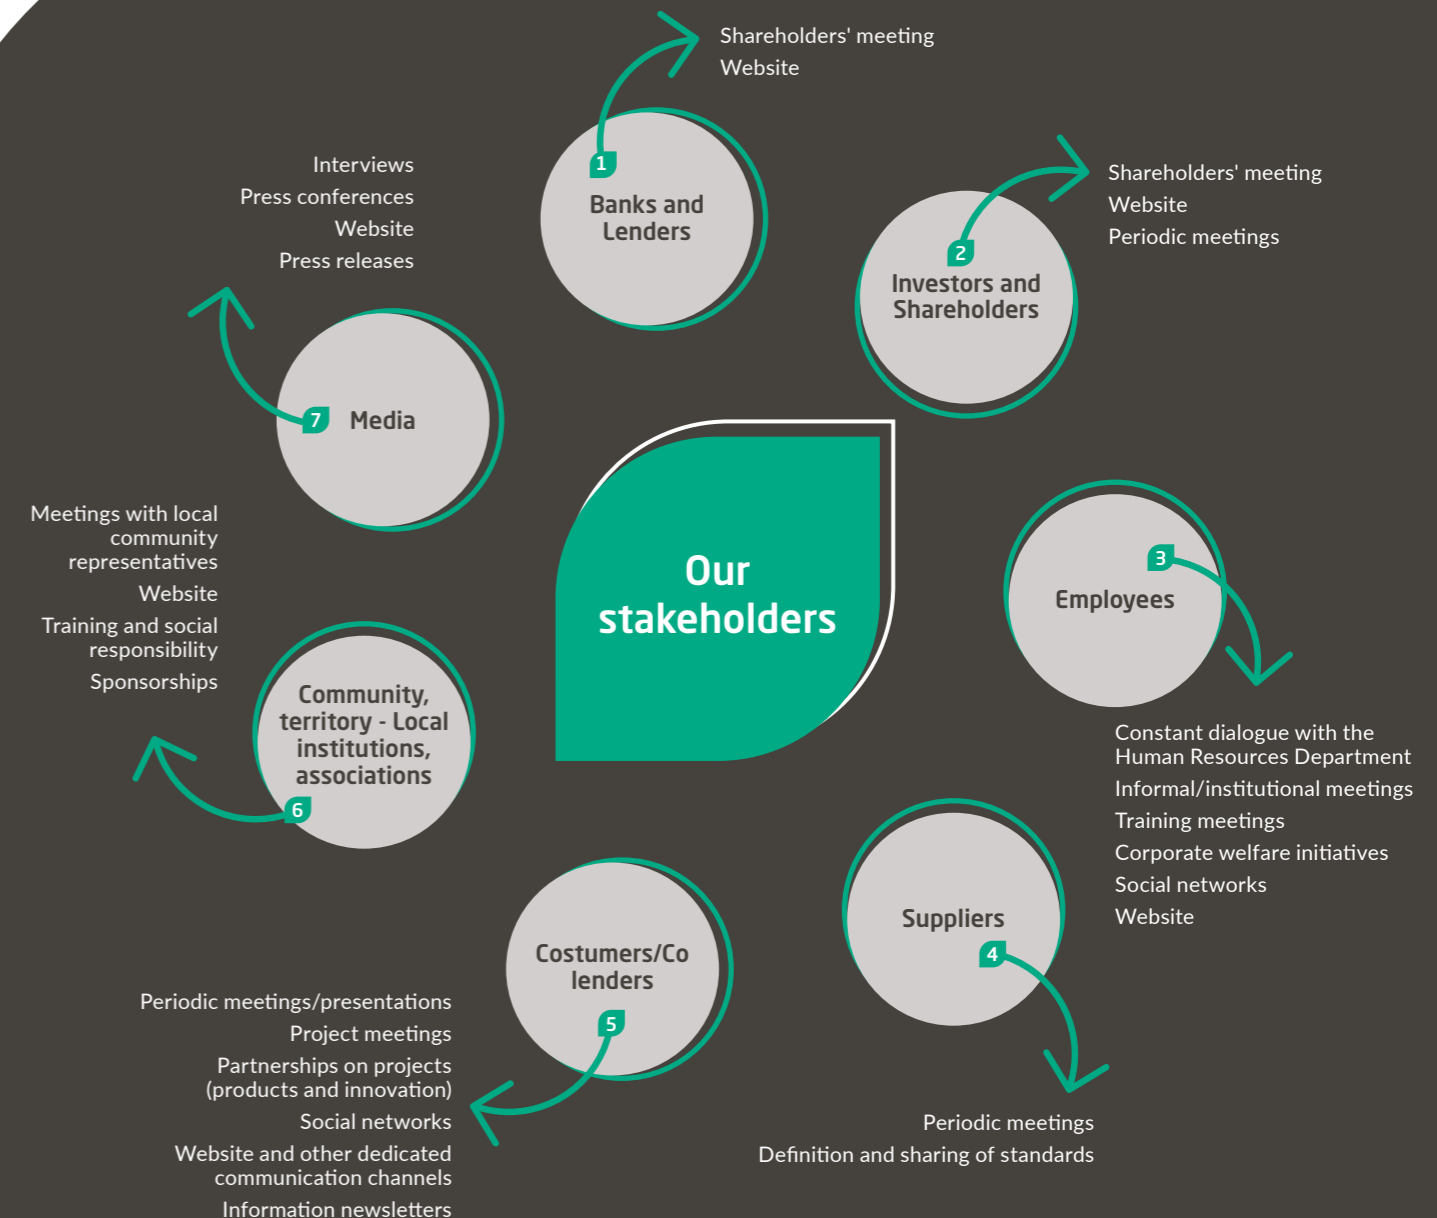 Our
stakeholders
1
Banks and
Lenders
Shareholders' meeting
Website
2
Investors and
Shareholders
Shareholders' meeting
Website
Periodic meetings
3
Employees
Constant dialogue with the
Human Resources Department
Informal/institutional meetings
Training meetings
Corporate welfare initiatives
Social networks
Website
4
Suppliers
Periodic meetings
Definition and sharing of standards
5
Costumers/Co
lenders
Periodic meetings/presentations
Project meetings
Partnerships on projects
(products and innovation)
Social networks
Website and other dedicated
communication channels
Information newsletters
6
Community,
territory - Local
institutions,
associations
Meetings with local
community
representatives
Website
Training and social
responsibility
Sponsorships
7
Media
Interviews
Press conferences
Website
Press releases